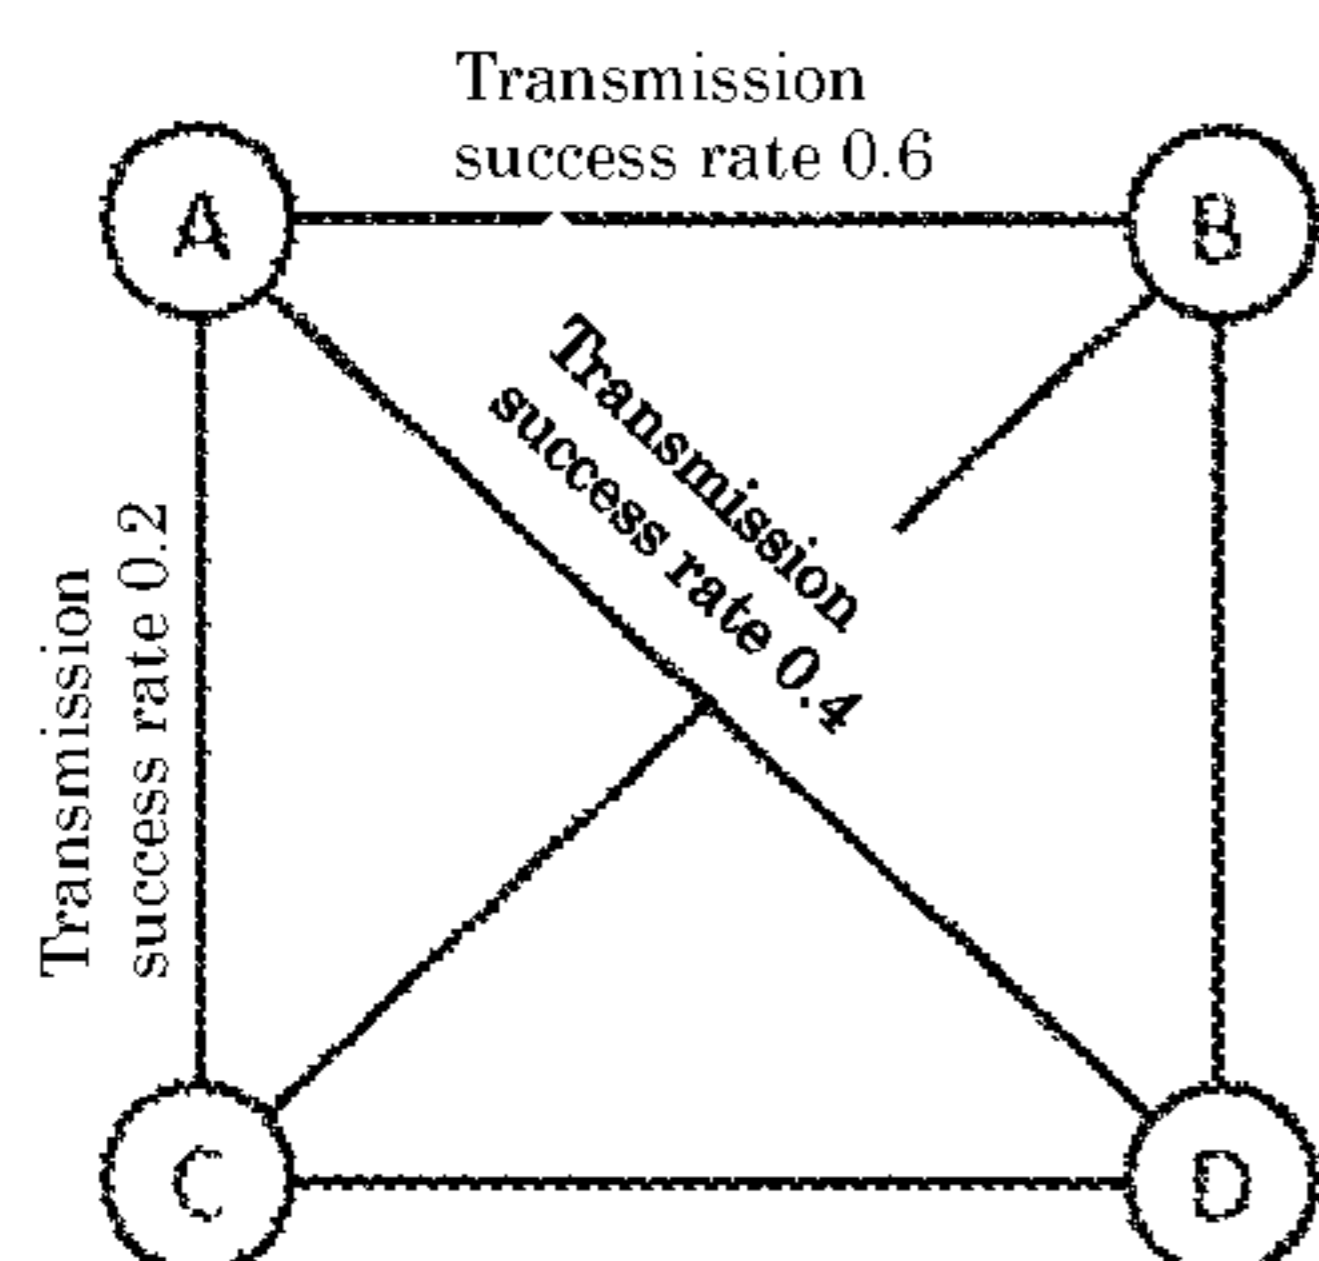 Transmission
success rate 0.6
A
B
Transmission
success rate 0.4
Transmission
success rate 0.2
C
D